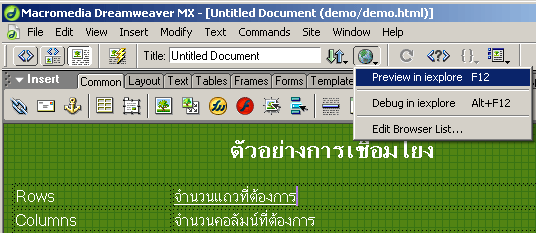 Macromedia Dreamweaver MX - [Untitled Document (demo/demo.html)]
File Edit View Insert Modify Text Commands Site Window Help
Title: Untitled Document
Preview in iexplore F12
Debug in iexplore Alt+F12
Edit Browser List...
Insert Common Layout Text Tables Frames Forms Template
ตัวอย่างการเชื่อมโยง
Rows จำนวนแถวที่ต้องการ
Columns จำนวนคอลัมน์ที่ต้องการ